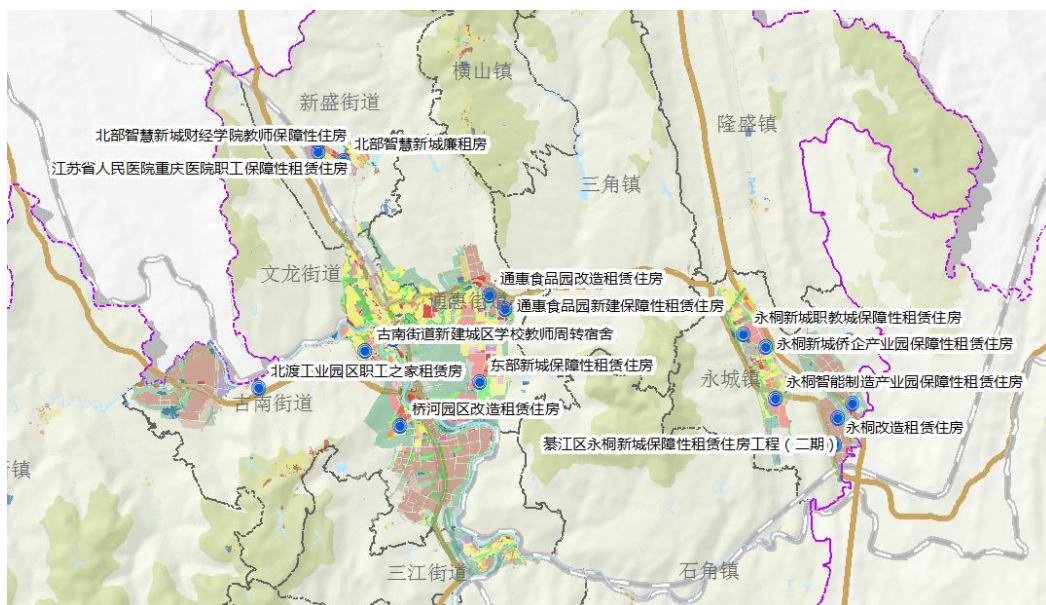 横山镇
新盛街道
隆盛镇
北部智慧新城财经学院教师保障性住房
北部智慧新城廉租房
江苏省人民医院重庆医院职工保障性租赁住房
三角镇
文龙街道
通惠食品园改造租赁住房
通惠街道
通惠食品园新建保障性租赁住房
永桐新城职教城保障性租赁住房
古南街道新建城区学校教师周转宿舍
永桐新城侨企产业园保障性租赁住房
北渡工业园区职工之家租赁房
东部新城保障性租赁住房
永城镇
永桐智能制造产业园保障性租赁住房
古南街道
桥河园区改造租赁住房
永桐改造租赁住房
綦江区永桐新城保障性租赁住房工程（二期）
镇
三江街道
石角镇